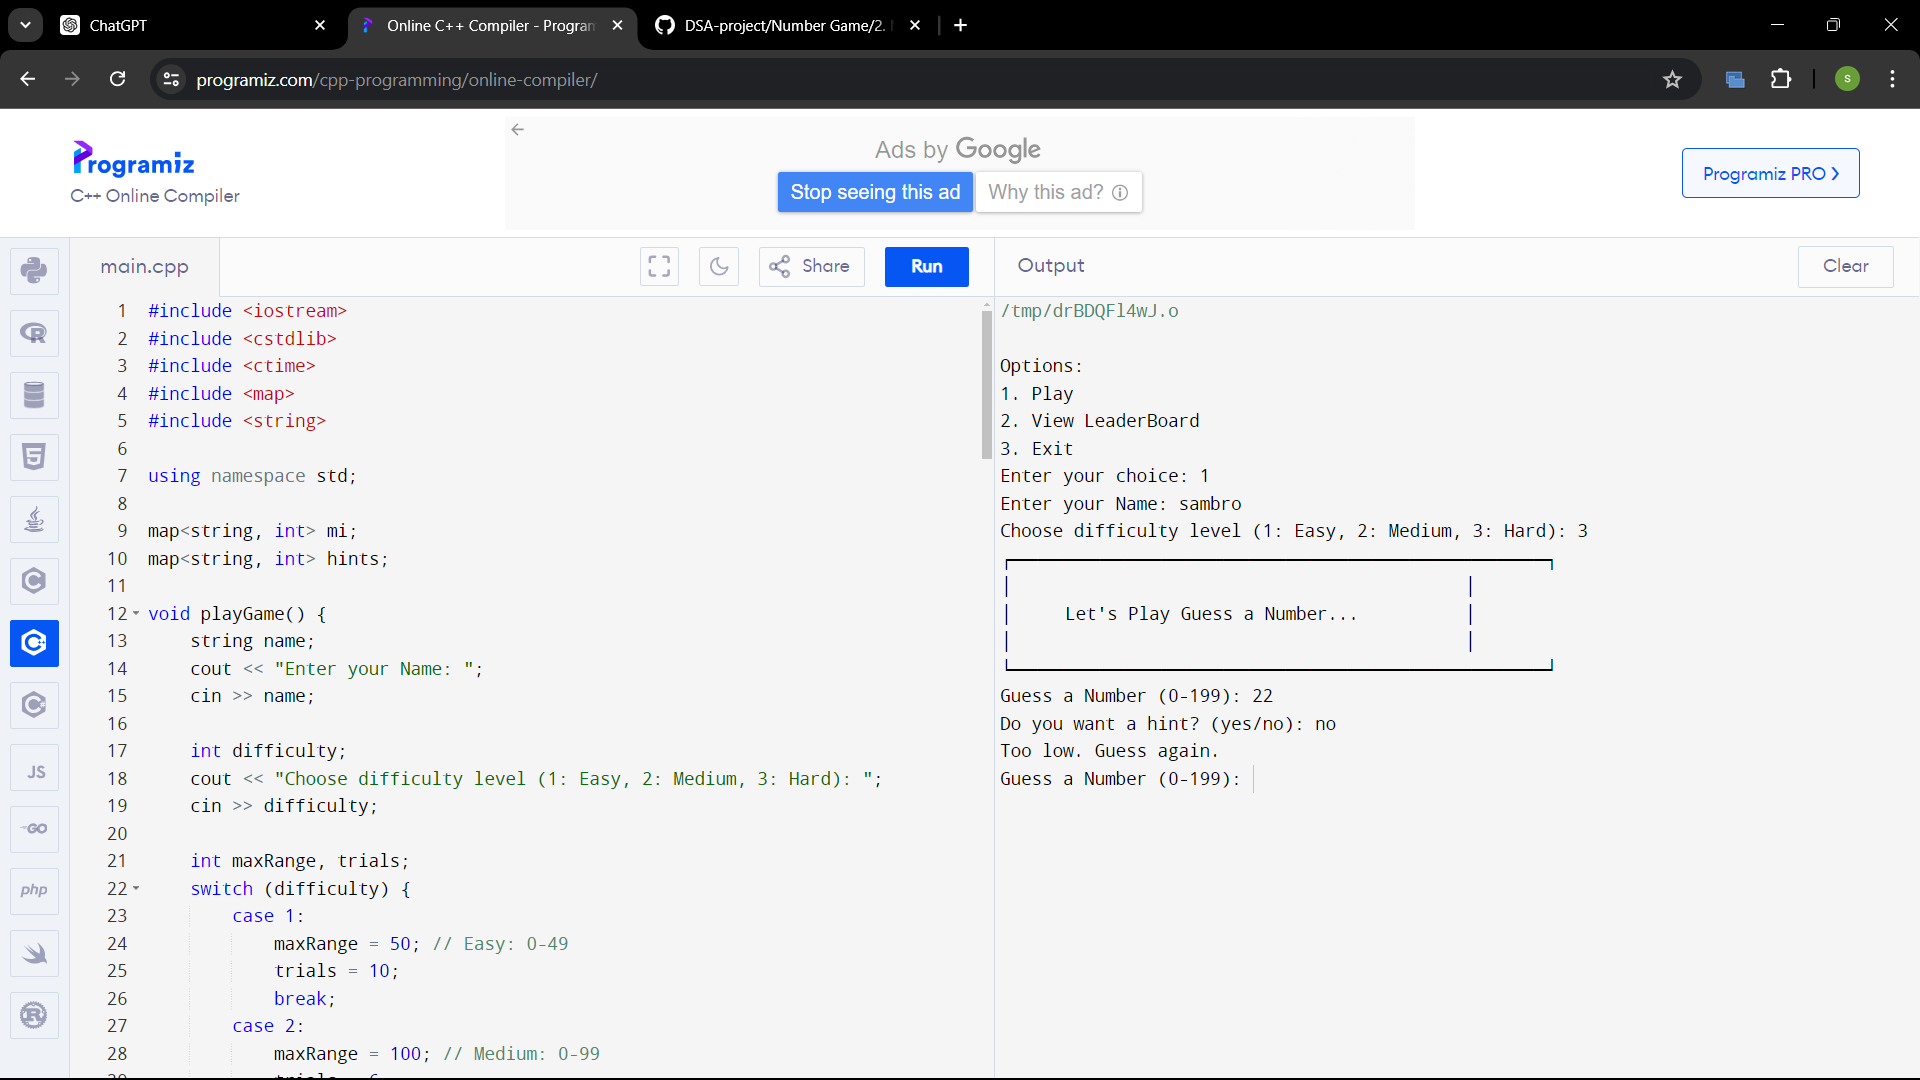 ChatGPT
Online C++ Compiler - Program
DSA-project/Number Game/2.
programiz.com/cpp-programming/online-compiler/
S
Programiz
C++ Online Compiler
Ads by Google
Stop seeing this ad
Why this ad?
Programiz PRO
main.cpp
Share
Run
Output
Clear
JS
GO
php
1 #include <iostream>
2 #include <cstdlib>
3 #include <ctime>
4 #include <map>
5 #include <string>
6
7 using namespace std;
8
9 map<string, int> mi;
10 map<string, int> hints;
11
12 void playGame() {
13 string name;
14 cout << "Enter your Name: ";
15 cin >> name;
16
17 int difficulty;
18 cout << "Choose difficulty level (1: Easy, 2: Medium, 3: Hard): ";
19 cin >> difficulty;
20
21 int maxRange, trials;
22 switch (difficulty) {
23 case 1:
24 maxRange = 50; // Easy: 0-49
25 trials = 10;
26 break;
27 case 2:
28 maxRange = 100; // Medium: 0-99
/tmp/drBDQFl4wJ.o
Options:
1. Play
2. View LeaderBoard
3. Exit
Enter your choice: 1
Enter your Name: sambro
Choose difficulty level (1: Easy, 2: Medium, 3: Hard): 3
Let's Play Guess a Number...
Guess a Number (0-199): 22
Do you want a hint? (yes/no): no
Too low. Guess again.
Guess a Number (0-199):